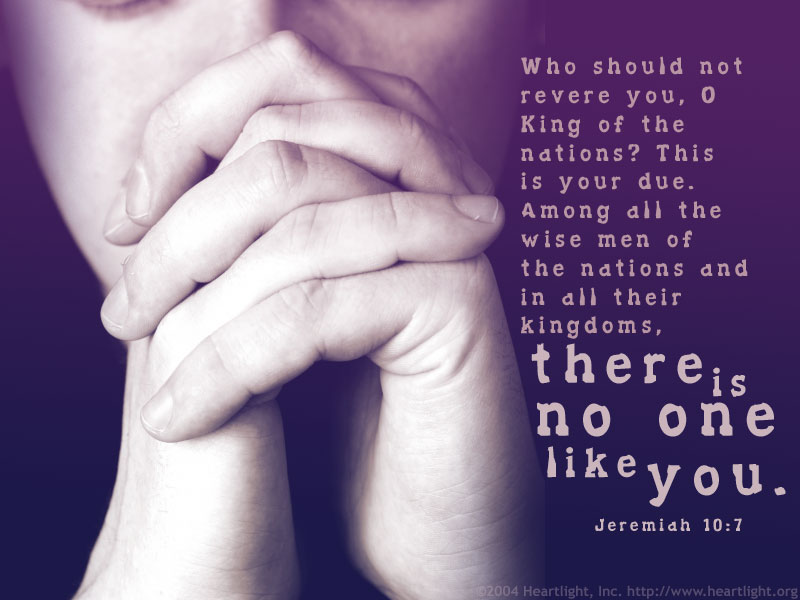 Who should not
revere you, O
King of the
nations? This
is your due.
Among all the
wise men of
the nations and
in all their
kingdoms,
there is
no one
like you.
Jeremiah 10:7
©2004 Heartlight, Inc. http://www.heartlight.org